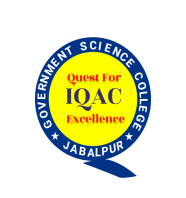 GOVERNMENT SCIENCE COLLEGE
Quest For
IQAC
Excellence
★ JABALPUR ★